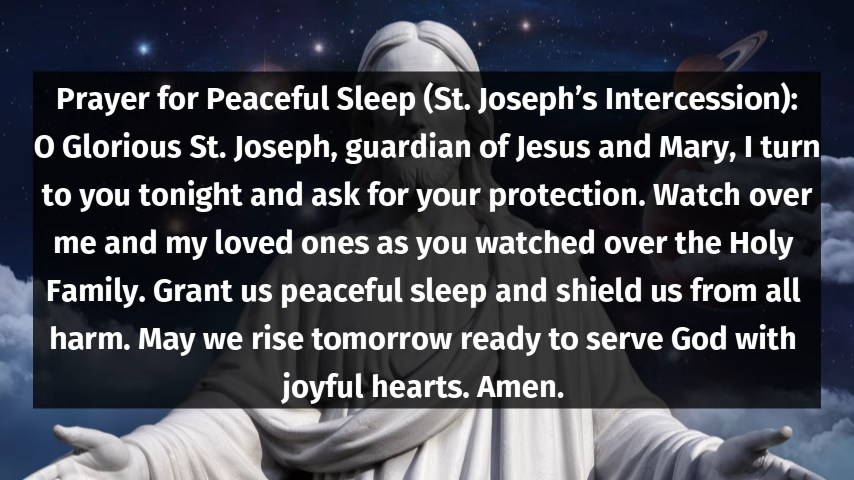 Prayer for Peaceful Sleep (St. Joseph’s Intercession):
O Glorious St. Joseph, guardian of Jesus and Mary, I turn
to you tonight and ask for your protection. Watch over
me and my loved ones as you watched over the Holy
Family. Grant us peaceful sleep and shield us from all
harm. May we rise tomorrow ready to serve God with
joyful hearts. Amen.